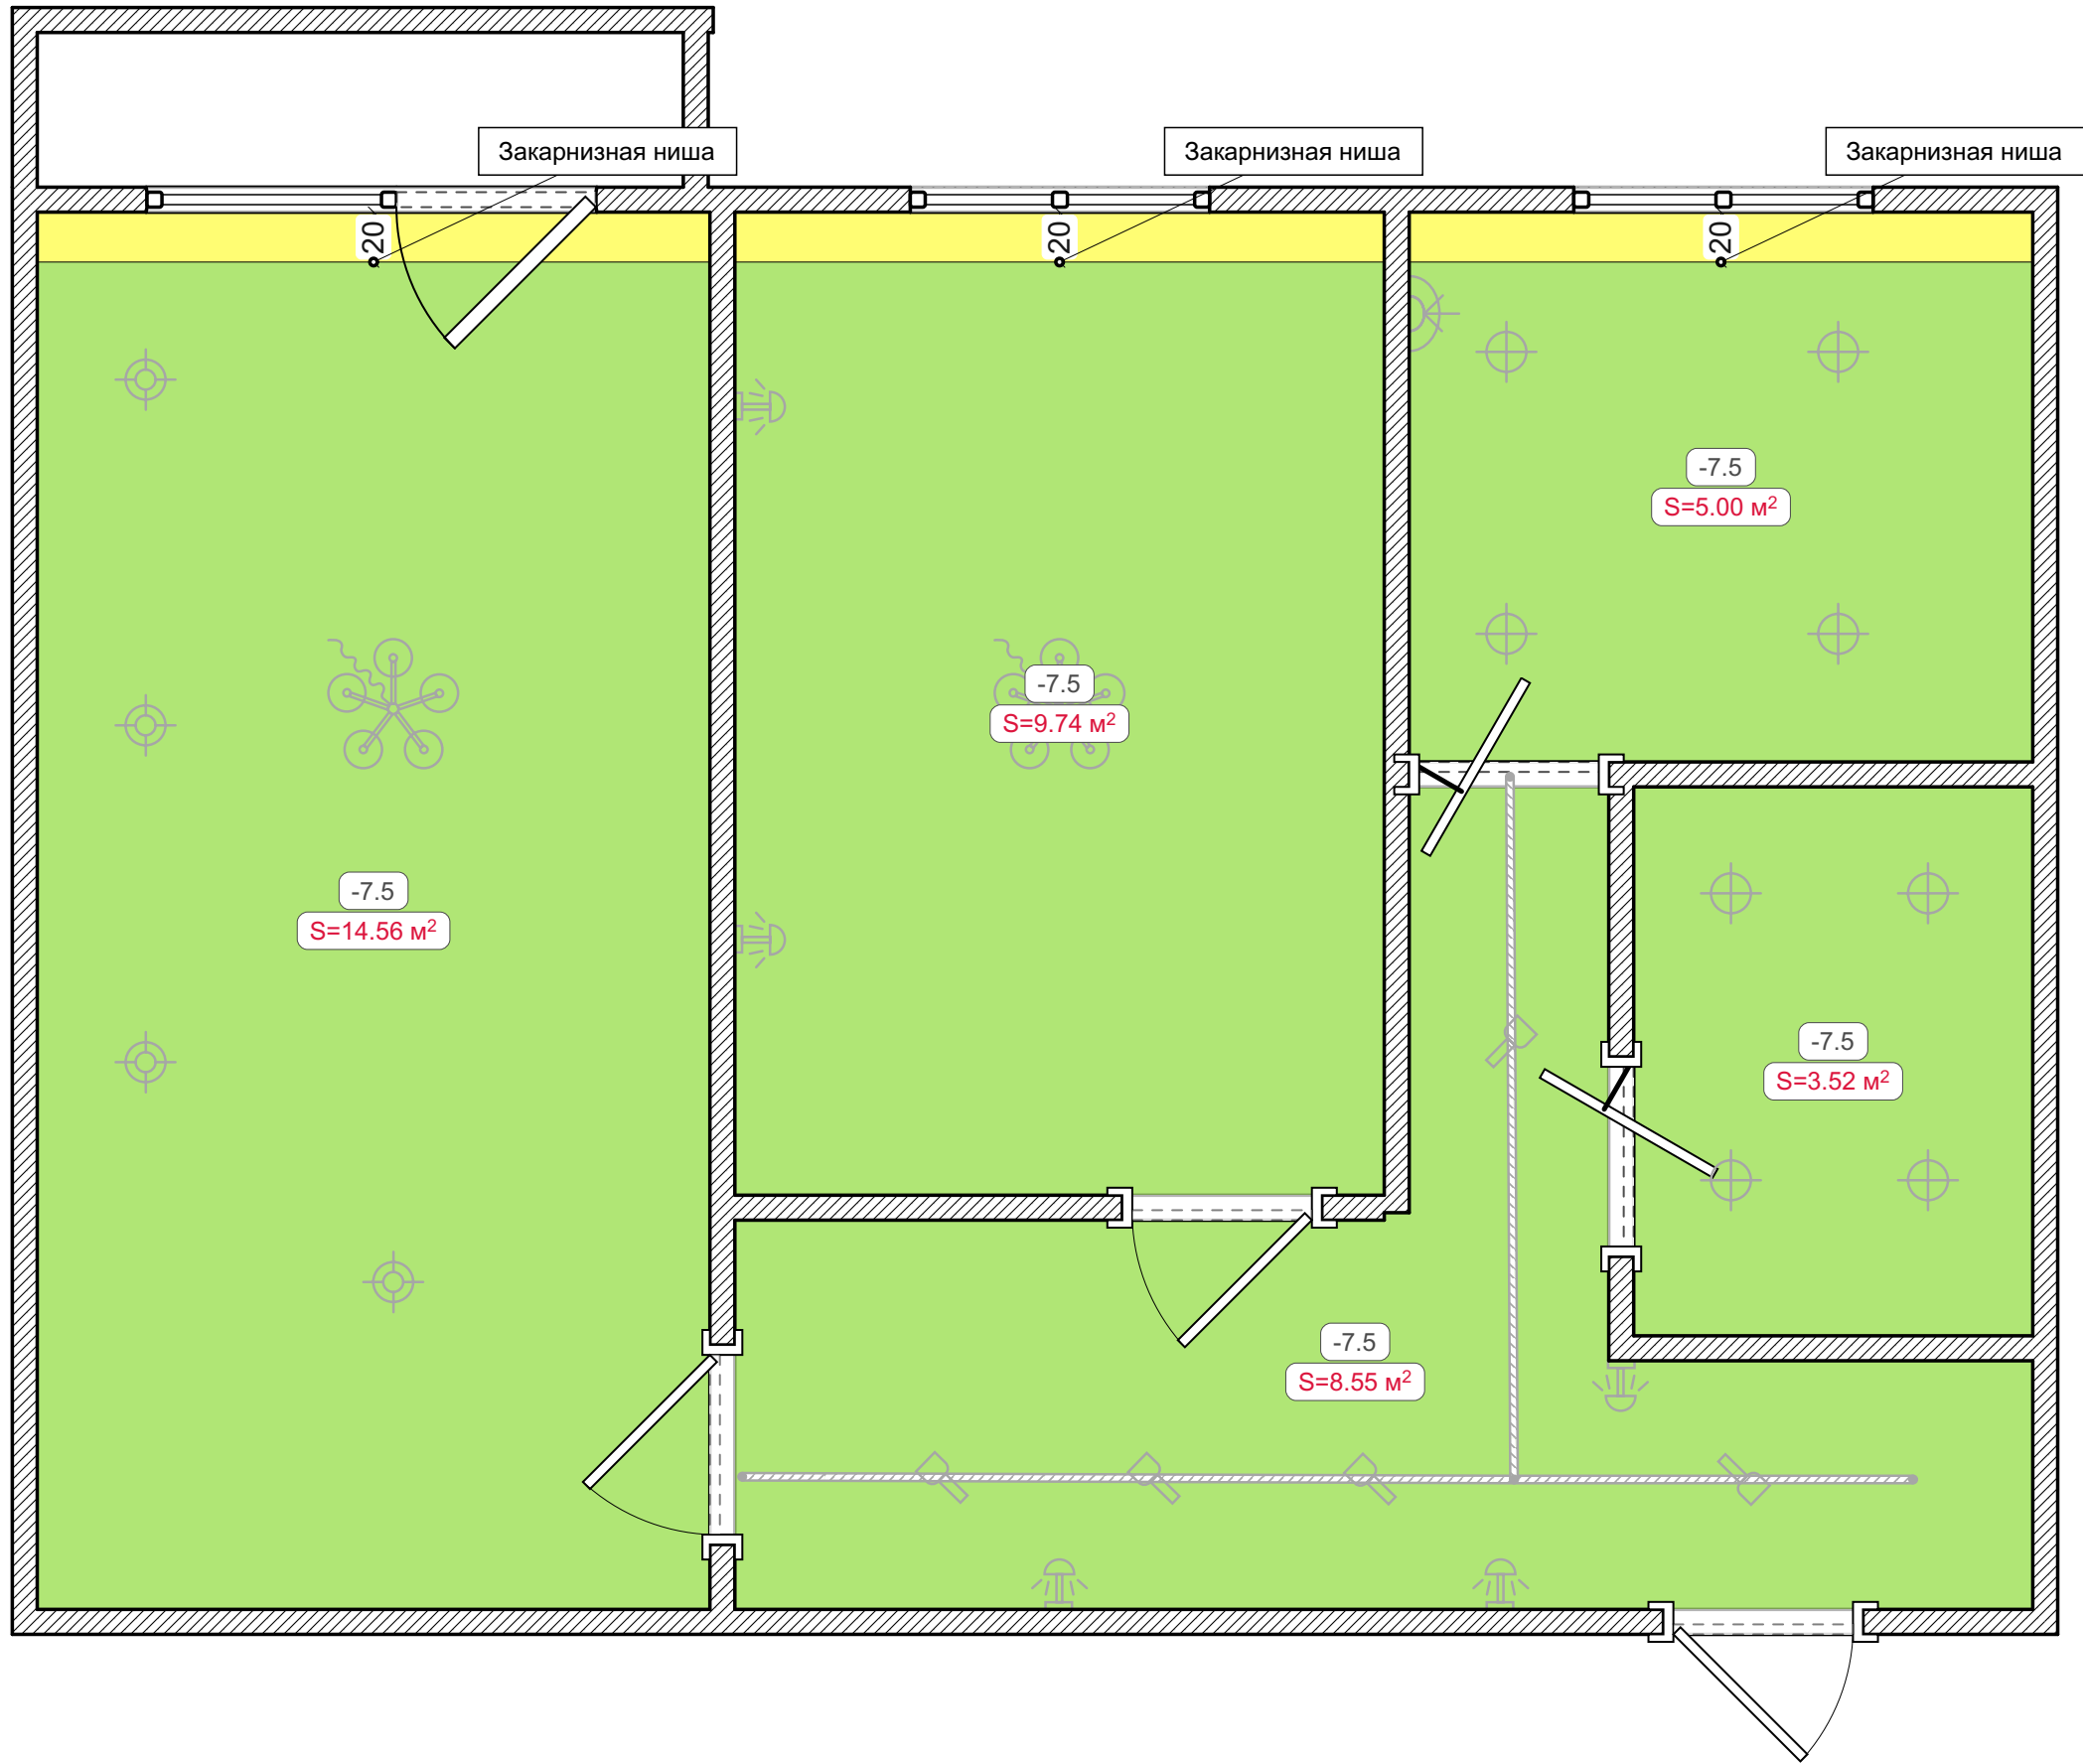 Закарнизная ниша
Закарнизная ниша
Закарнизная ниша
20
20
20
-7.5
S=5.00 м²
-7.5
S=9.74 м²
-7.5
S=14.56 м²
-7.5
S=3.52 м²
-7.5
S=8.55 м²